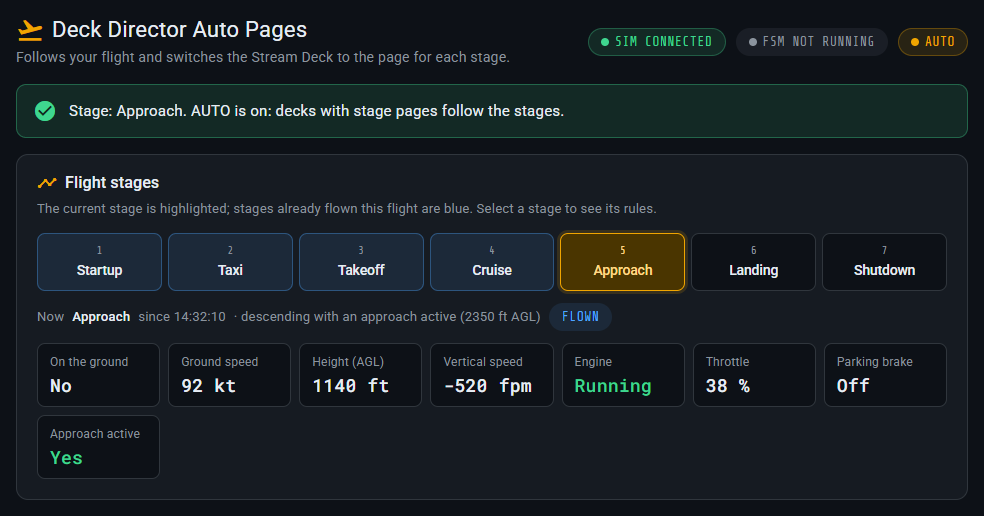 Deck Director Auto Pages
Follows your flight and switches the Stream Deck to the page for each stage.
SIM CONNECTED
FSM NOT RUNNING
AUTO
Stage: Approach. AUTO is on: decks with stage pages follow the stages.
Flight stages
The current stage is highlighted; stages already flown this flight are blue. Select a stage to see its rules.
1
Startup
2
Taxi
3
Takeoff
4
Cruise
5
Approach
6
Landing
7
Shutdown
Now Approach since 14:32:10 · descending with an approach active (2350 ft AGL) FLOWN
On the ground
No
Ground speed
92 kt
Height (AGL)
1140 ft
Vertical speed
-520 fpm
Engine
Running
Throttle
38 %
Parking brake
Off
Approach active
Yes